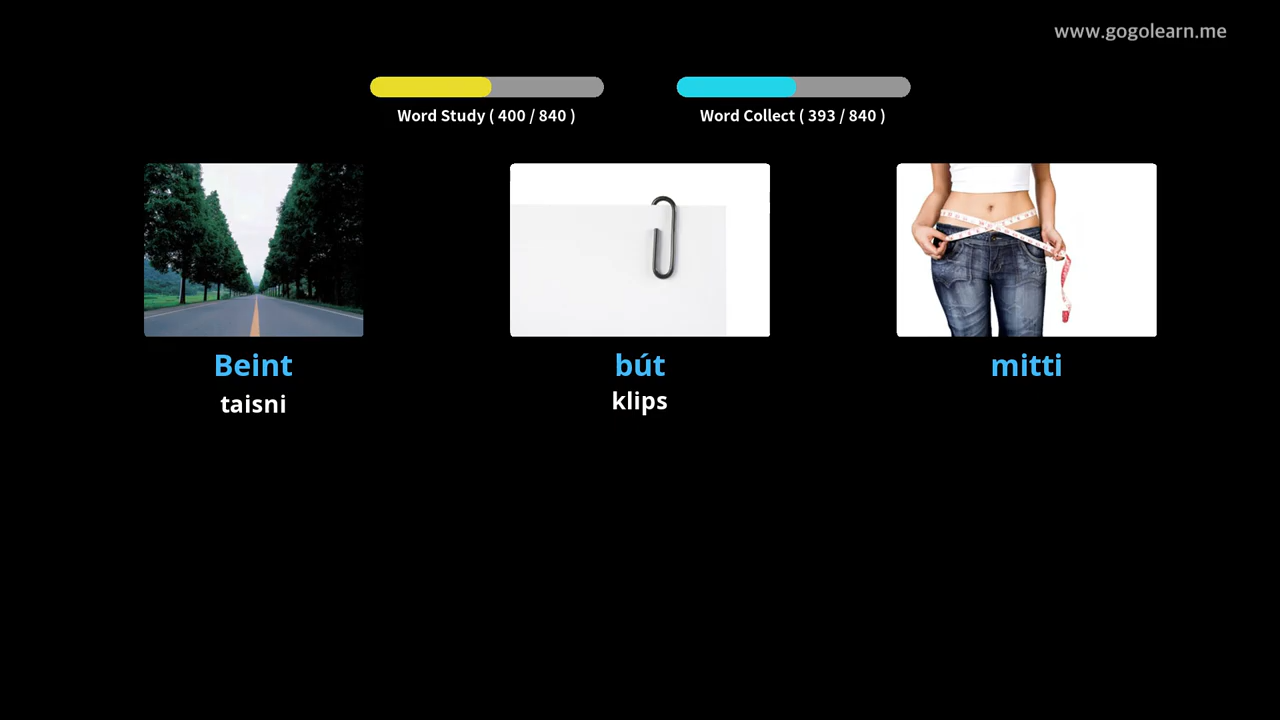 www.gogolearn.me
Word Study ( 400 / 840 )
Word Collect ( 393 / 840 )
Beint
taisni
bút
klips
mitti